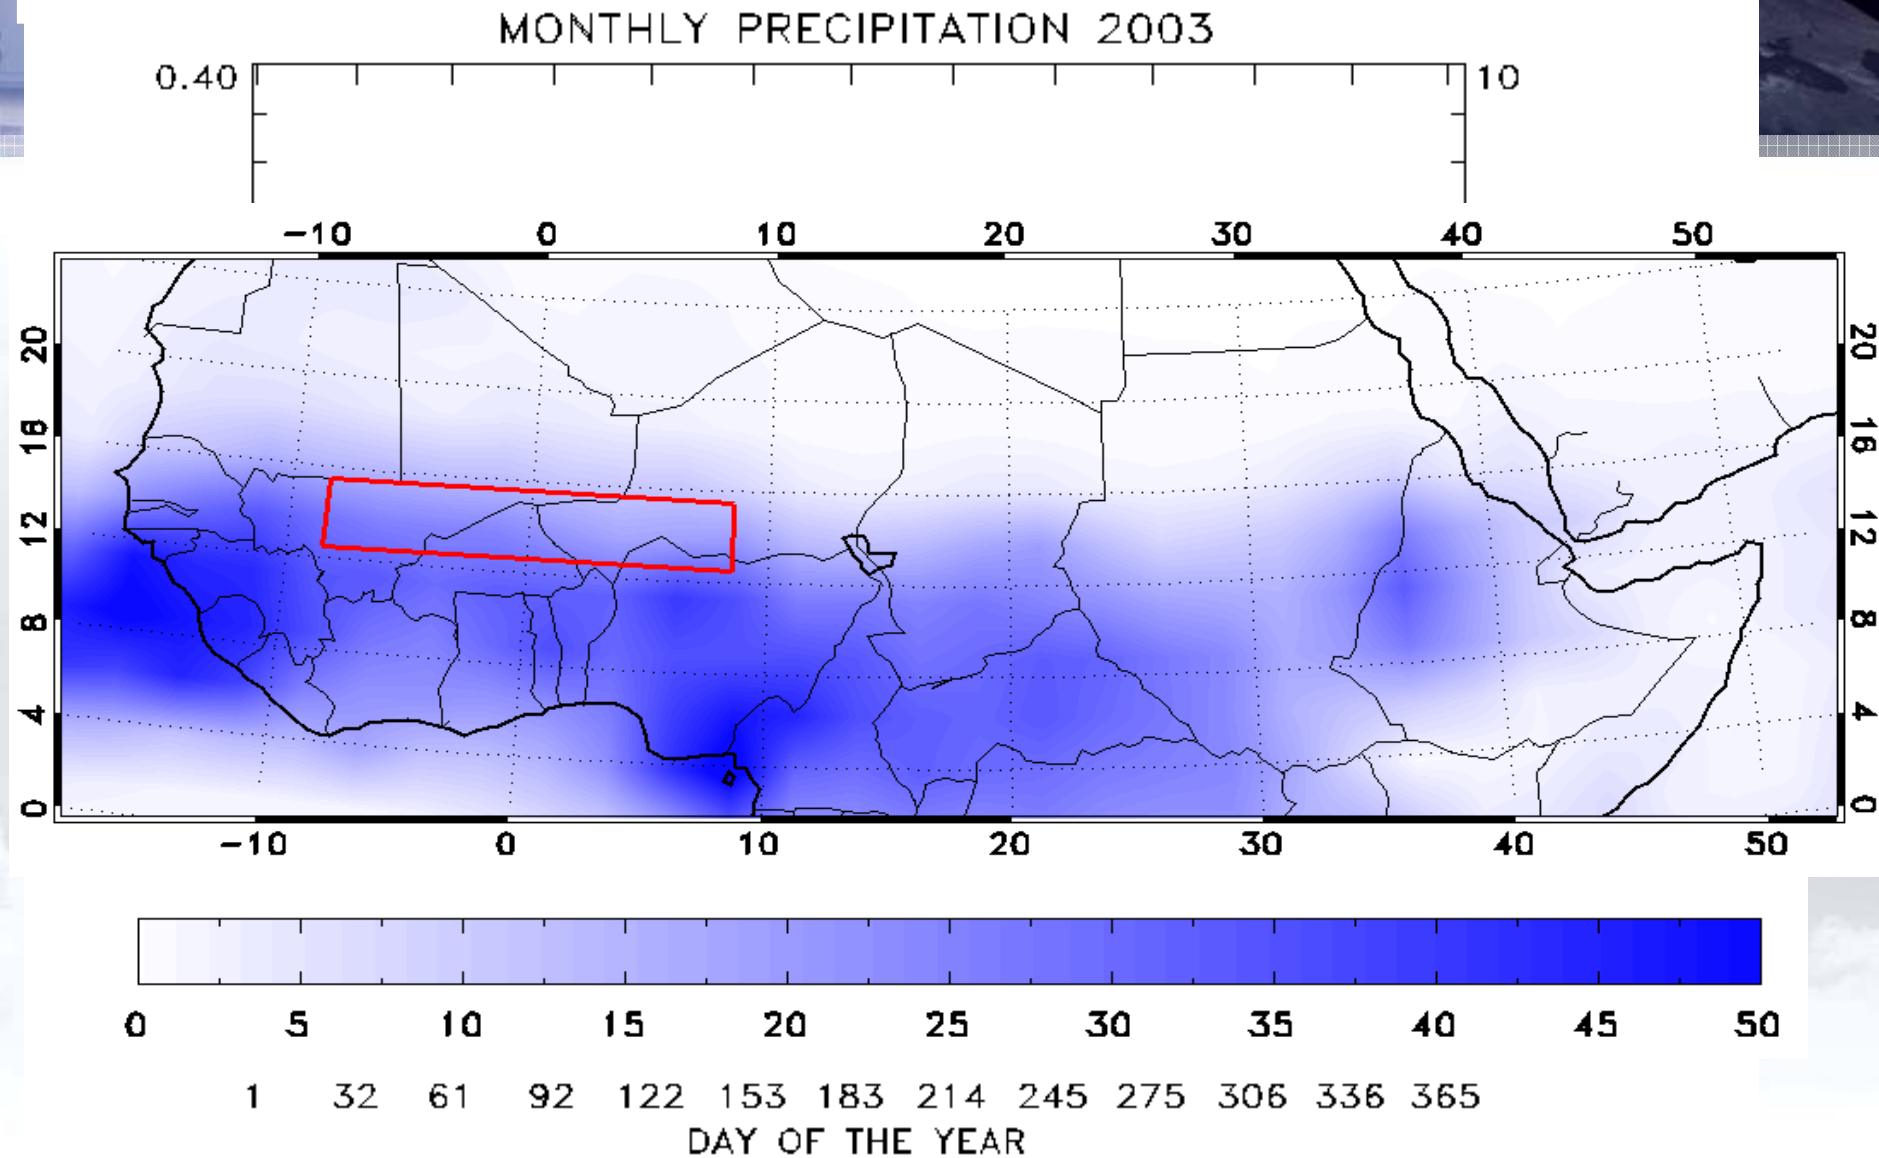 MONTHLY PRECIPITATION 2003
0.40 10
−10 0 10 20 30 40 50
20 20
16 16
12 12
8 8
4 4
0 0
−10 0 10 20 30 40 50
0 5 10 15 20 25 30 35 40 45 50
1 32 61 92 122 153 183 214 245 275 306 336 365
DAY OF THE YEAR